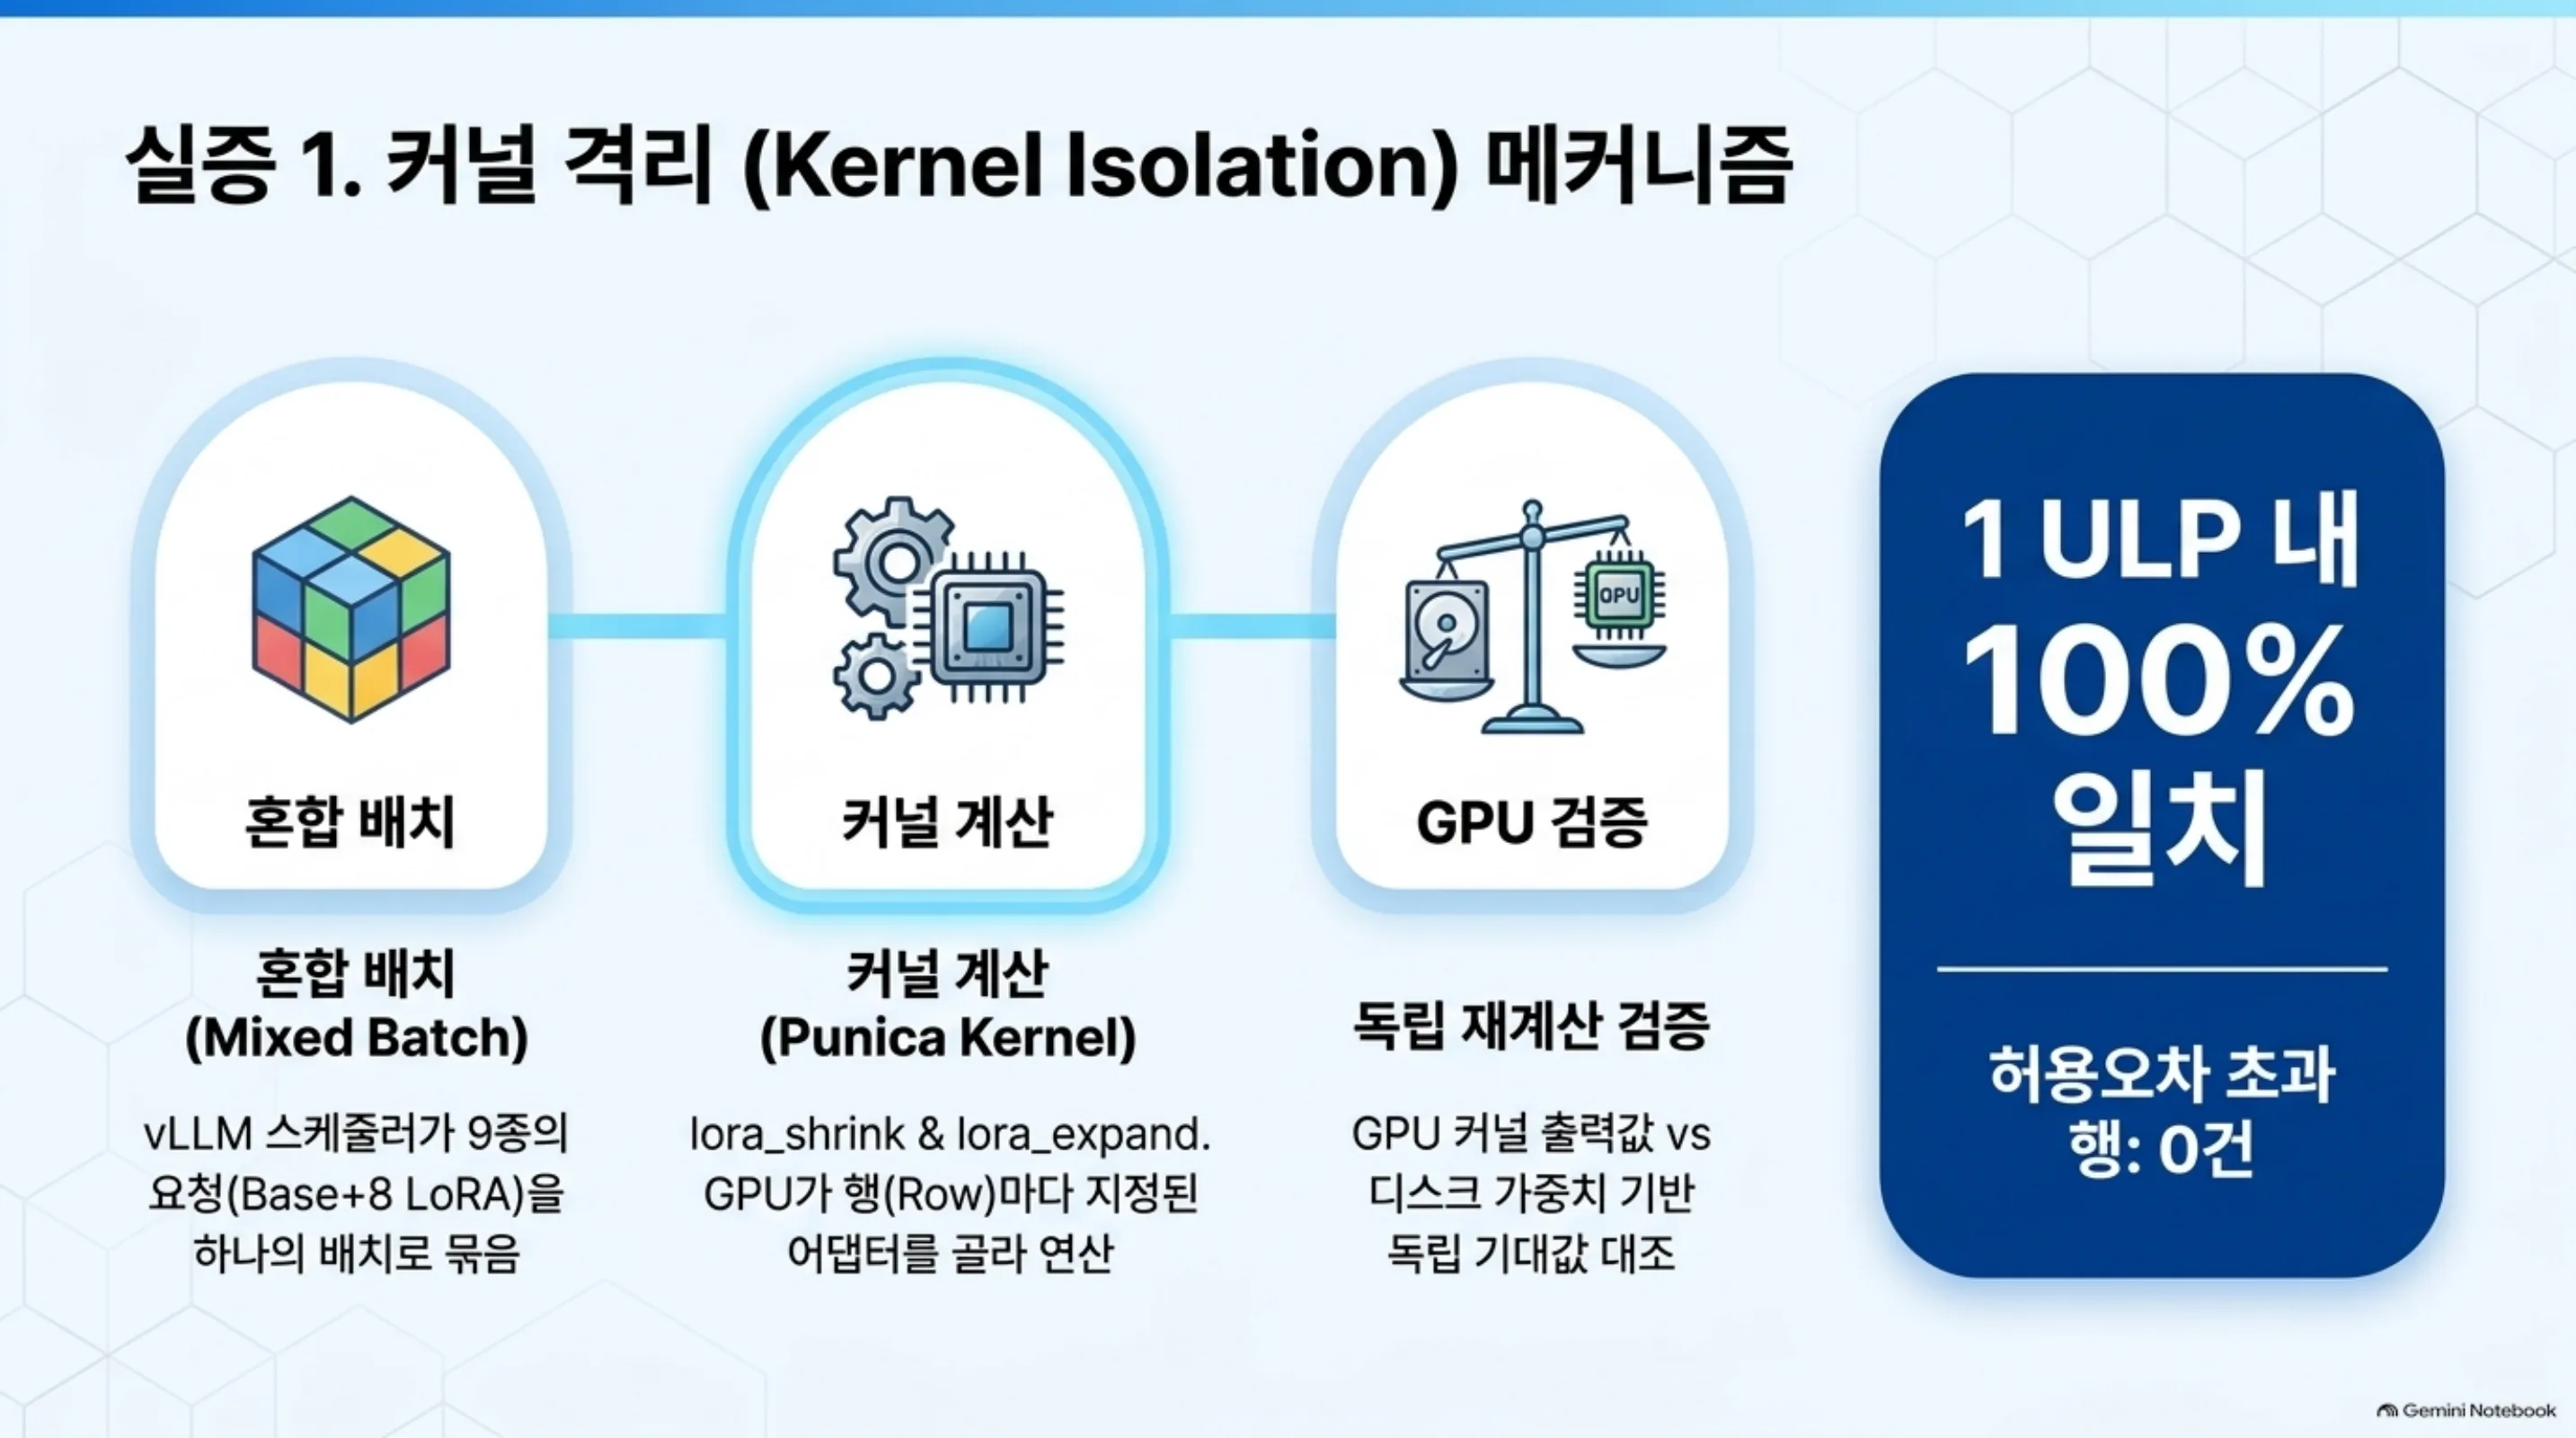 실증 1. 커널 격리 (Kernel Isolation) 메커니즘
혼합 배치
혼합 배치
(Mixed Batch)
vLLM 스케줄러가 9종의
요청(Base+8 LoRA)을
하나의 배치로 묶음
커널 계산
커널 계산
(Punica Kernel)
lora_shrink & lora_expand.
GPU가 행(Row)마다 지정된
어댑터를 골라 연산
OPU
GPU 검증
독립 재계산 검증
GPU 커널 출력값 vs
디스크 가중치 기반
독립 기대값 대조
1 ULP 내
100%
일치
허용오차 초과
행: 0건
Gemini Notebook